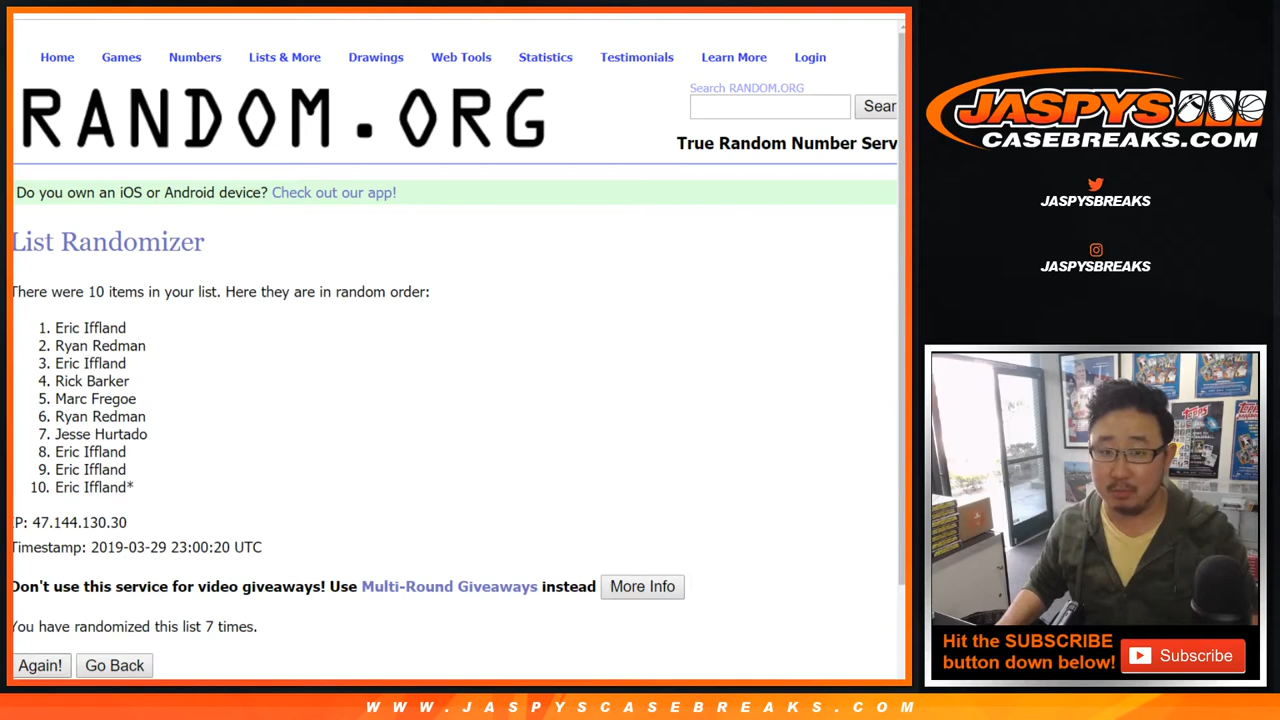 Home Games Numbers Lists & More Drawings Web Tools Statistics Testimonials Learn More Login
RANDOM.ORG
Search RANDOM.ORG
Sear
True Random Number Serv
Do you own an iOS or Android device? Check out our app!
List Randomizer
There were 10 items in your list. Here they are in random order:
1. Eric Iffland
2. Ryan Redman
3. Eric Iffland
4. Rick Barker
5. Marc Fregoe
6. Ryan Redman
7. Jesse Hurtado
8. Eric Iffland
9. Eric Iffland
10. Eric Iffland*
IP: 47.144.130.30
Timestamp: 2019-03-29 23:00:20 UTC
Don't use this service for video giveaways! Use Multi-Round Giveaways instead More Info
You have randomized this list 7 times.
Again! Go Back
JASPYS
CASEBREAKS.COM
JASPYSBREAKS
JASPYSBREAKS
Topps
Hit the SUBSCRIBE
button down below!
Subscribe
WWW.JASPYSCASEBREAKS.COM